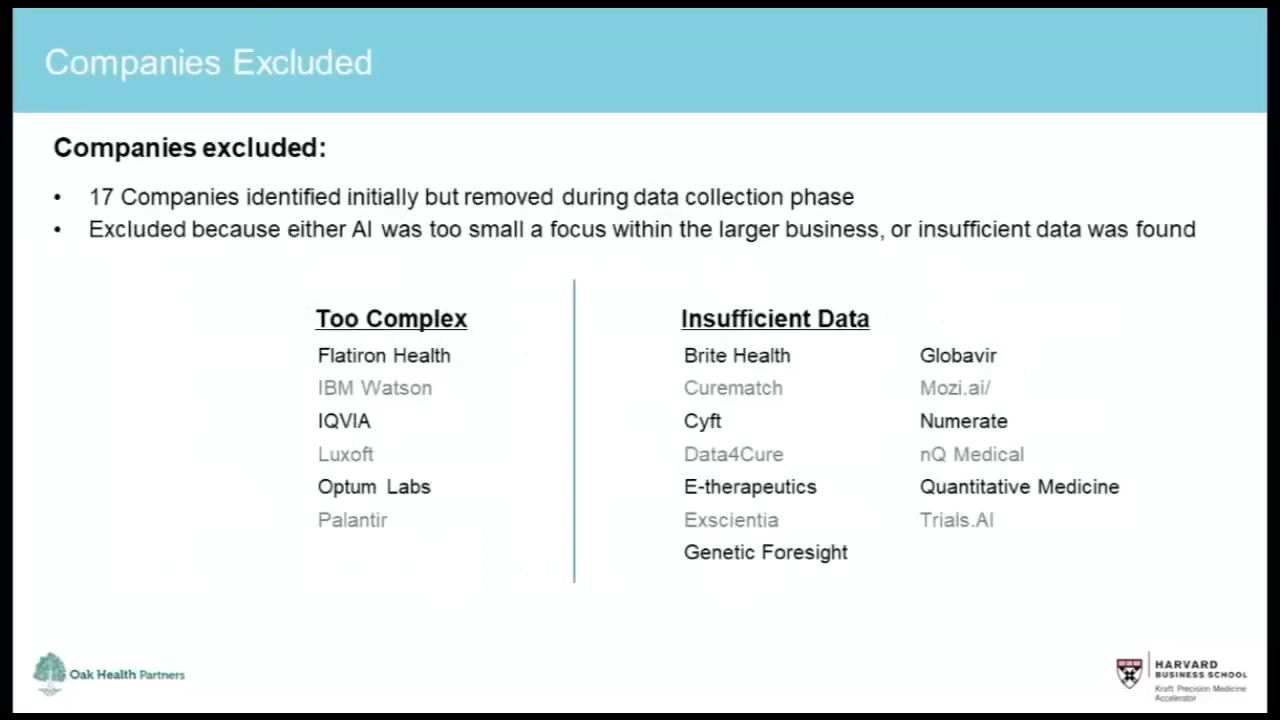 Companies Excluded
Companies excluded:
• 17 Companies identified initially but removed during data collection phase
• Excluded because either AI was too small a focus within the larger business, or insufficient data was found
Too Complex
Flatiron Health
IBM Watson
IQVIA
Luxoft
Optum Labs
Palantir
Insufficient Data
Brite Health
Curematch
Cyft
Data4Cure
E-therapeutics
Exscientia
Genetic Foresight
Globavir
Mozi.ai/
Numerate
nQ Medical
Quantitative Medicine
Trials.AI
Oak Health Partners
HARVARD
BUSINESS SCHOOL
Kraft Precision Medicine
Accelerator